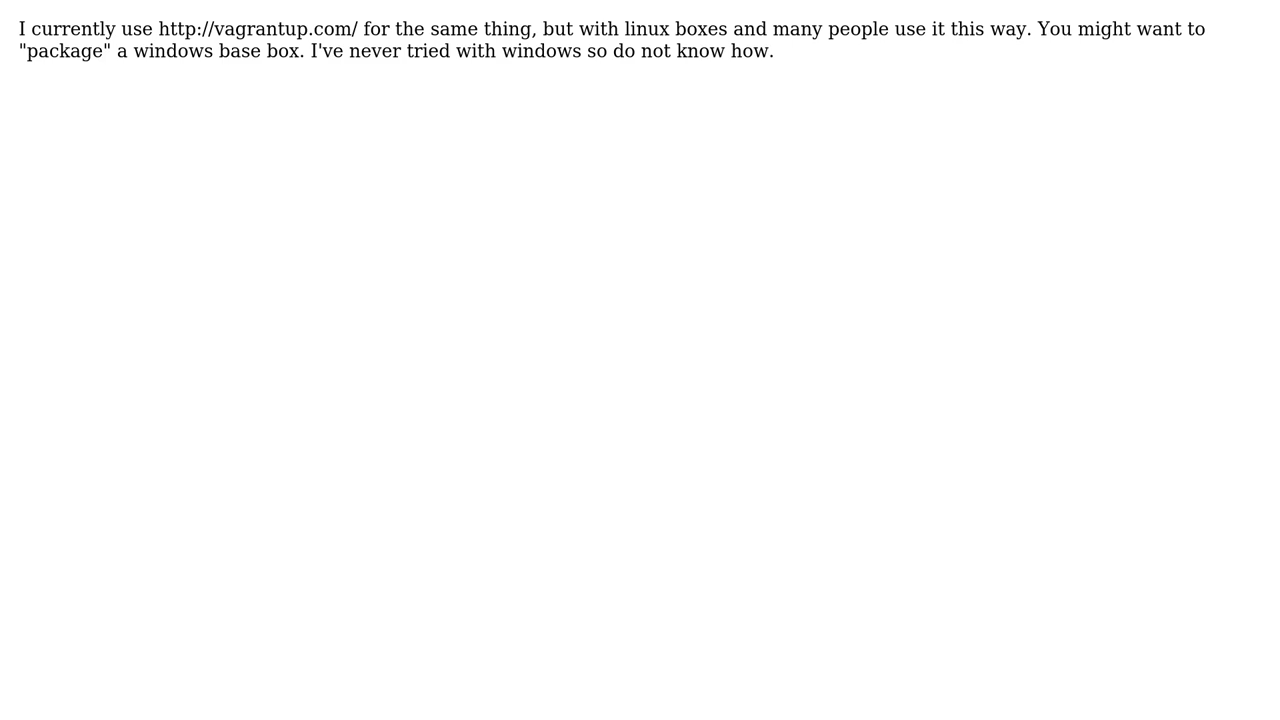 I currently use http://vagrantup.com/ for the same thing, but with linux boxes and many people use it this way. You might want to
"package" a windows base box. I've never tried with windows so do not know how.